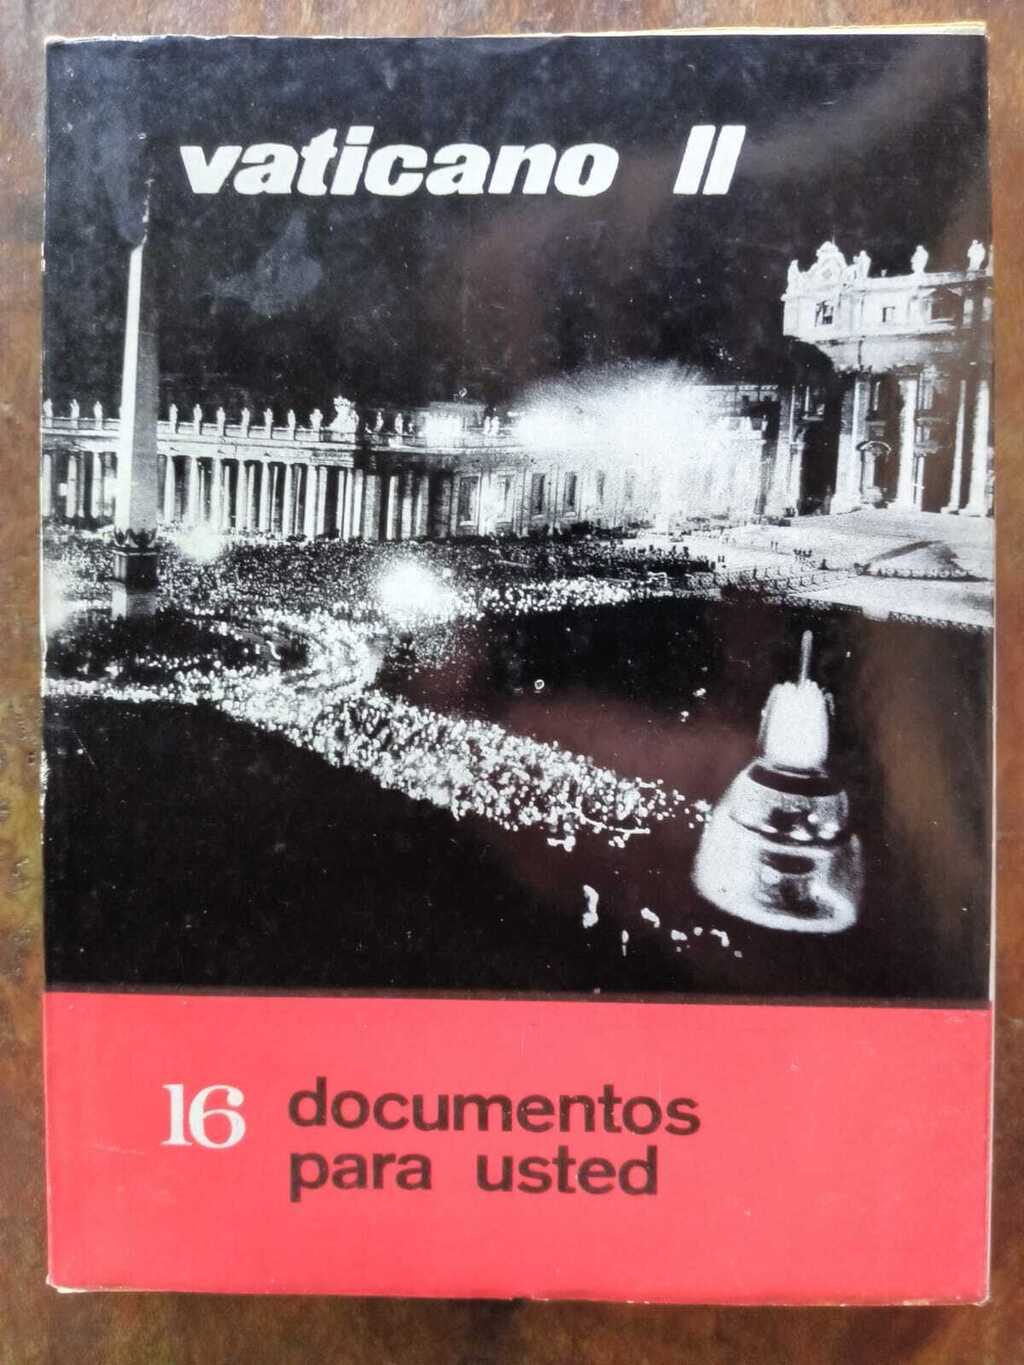 vaticano II
16 documentos
para usted